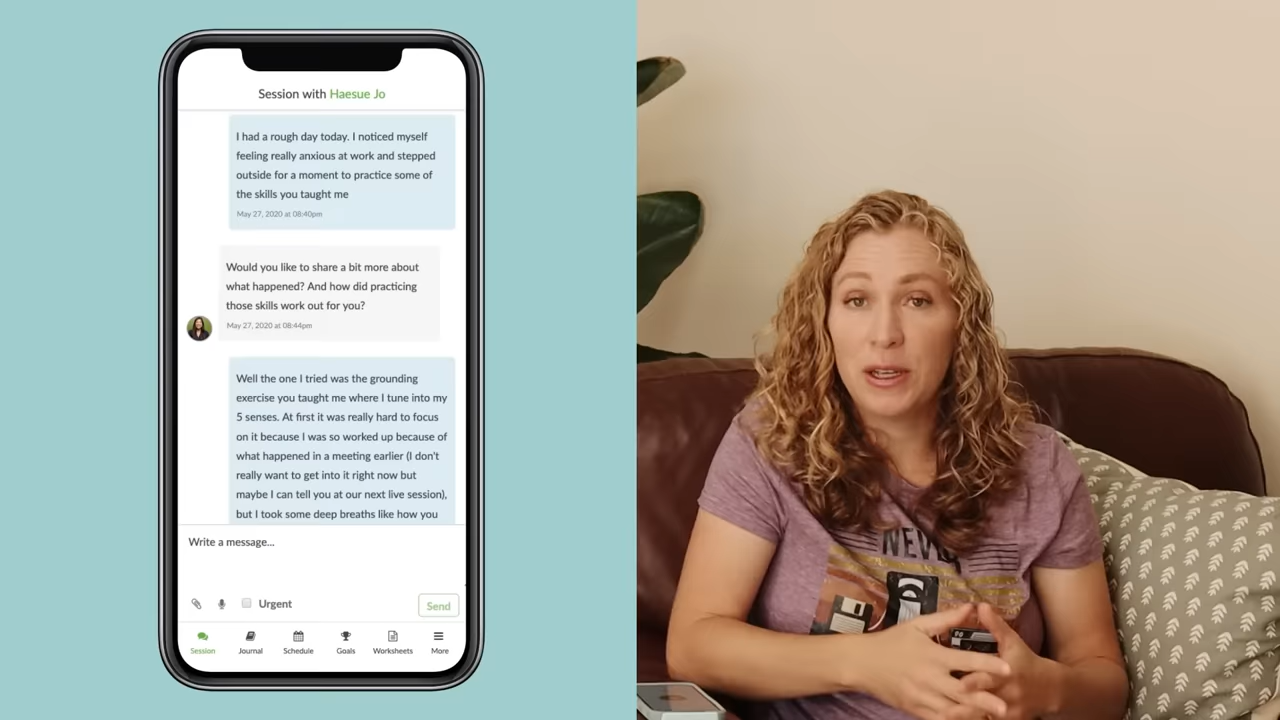 Session with Haesue Jo
I had a rough day today. I noticed myself
feeling really anxious at work and stepped
outside for a moment to practice some of
the skills you taught me
May 27, 2020 at 08:40pm
Would you like to share a bit more about
what happened? And how did practicing
those skills work out for you?
May 27, 2020 at 08:44pm
Well the one I tried was the grounding
exercise you taught me where I tune into my
5 senses. At first it was really hard to focus
on it because I was so worked up because of
what happened in a meeting earlier (I don't
really want to get into it right now but
maybe I can tell you at our next live session),
but I took some deep breaths like how you
Write a message...
Urgent
Send
Session
Journal
Schedule
Goals
Worksheets
More